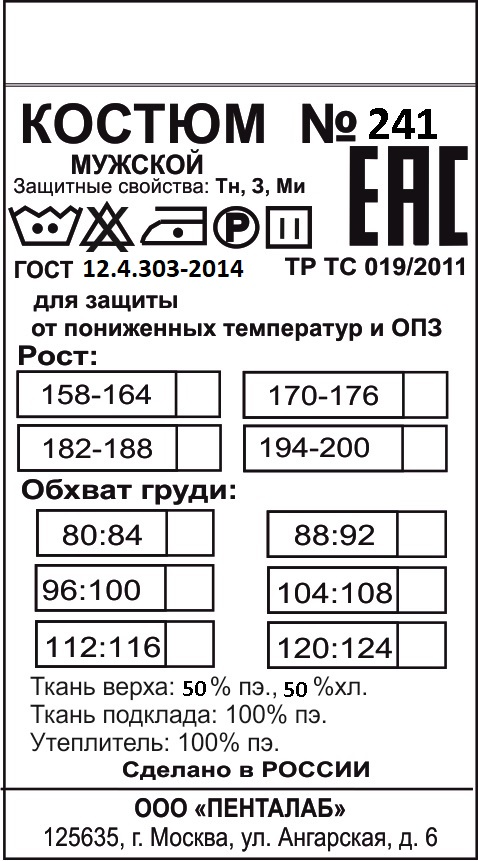 КОСТЮМ № 241
МУЖСКОЙ
Защитные свойства: Тн, З, Ми
P
EAC
ГОСТ 12.4.303-2014 ТР ТС 019/2011
для защиты
от пониженных температур и ОПЗ
Рост:
158-164 170-176
182-188 194-200
Обхват груди:
80:84 88:92
96:100 104:108
112:116 120:124
Ткань верха: 50% пэ., 50 %хл.
Ткань подклада: 100% пэ.
Утеплитель: 100% пэ.
Сделано в РОССИИ
ООО «ПЕНТАЛАБ»
125635, г. Москва, ул. Ангарская, д. 6